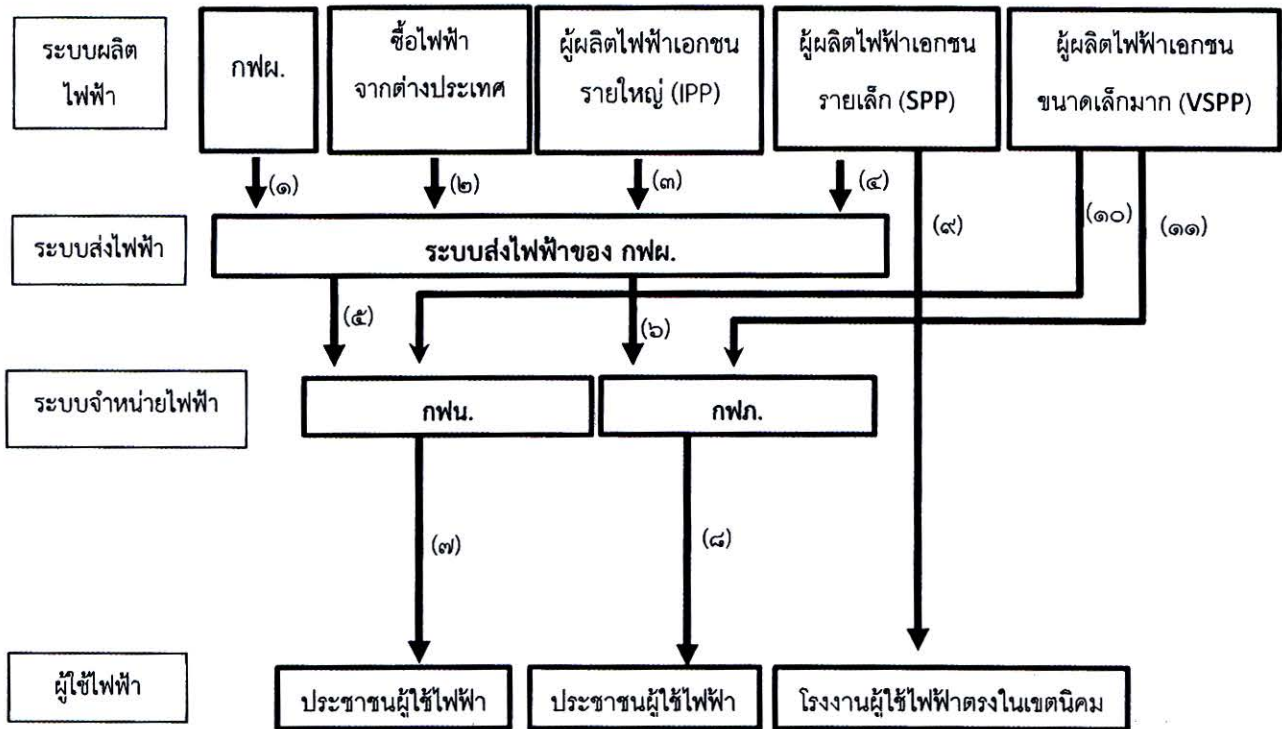 ระบบผลิต
ไฟฟ้า
กฟผ.
ซื้อไฟฟ้า
จากต่างประเทศ
ผู้ผลิตไฟฟ้าเอกชน
รายใหญ่ (IPP)
ผู้ผลิตไฟฟ้าเอกชน
รายเล็ก (SPP)
ผู้ผลิตไฟฟ้าเอกชน
ขนาดเล็กมาก (VSPP)
(๑)
(๒)
(๓)
(๔)
(๙)
(๑๐)
(๑๑)
ระบบส่งไฟฟ้า
ระบบส่งไฟฟ้าของ กฟผ.
(๕)
(๖)
ระบบจำหน่ายไฟฟ้า
กฟน.
กฟภ.
(๗)
(๘)
ผู้ใช้ไฟฟ้า
ประชาชนผู้ใช้ไฟฟ้า
ประชาชนผู้ใช้ไฟฟ้า
โรงงานผู้ใช้ไฟฟ้าตรงในเขตนิคม